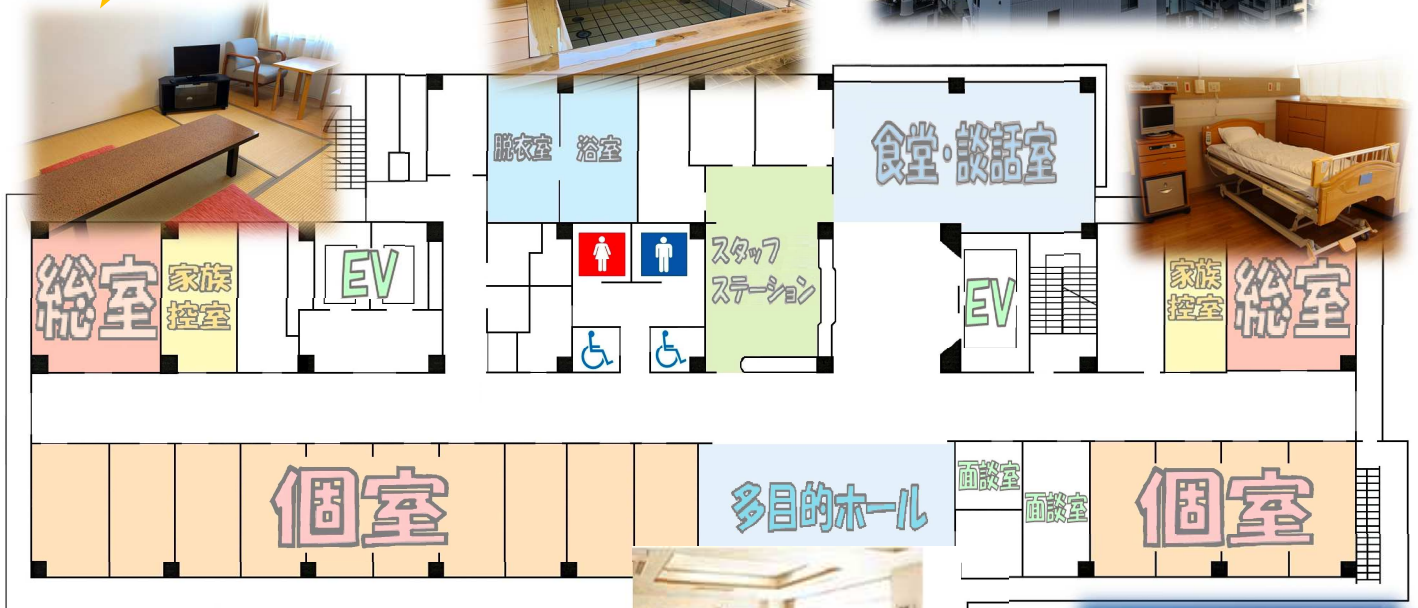 脱衣室
浴室
食堂・談話室
総室
家族
控室
EV
スタッフ
ステーション
EV
家族
控室
総室
個室
多目的ホール
面談室
面談室
個室